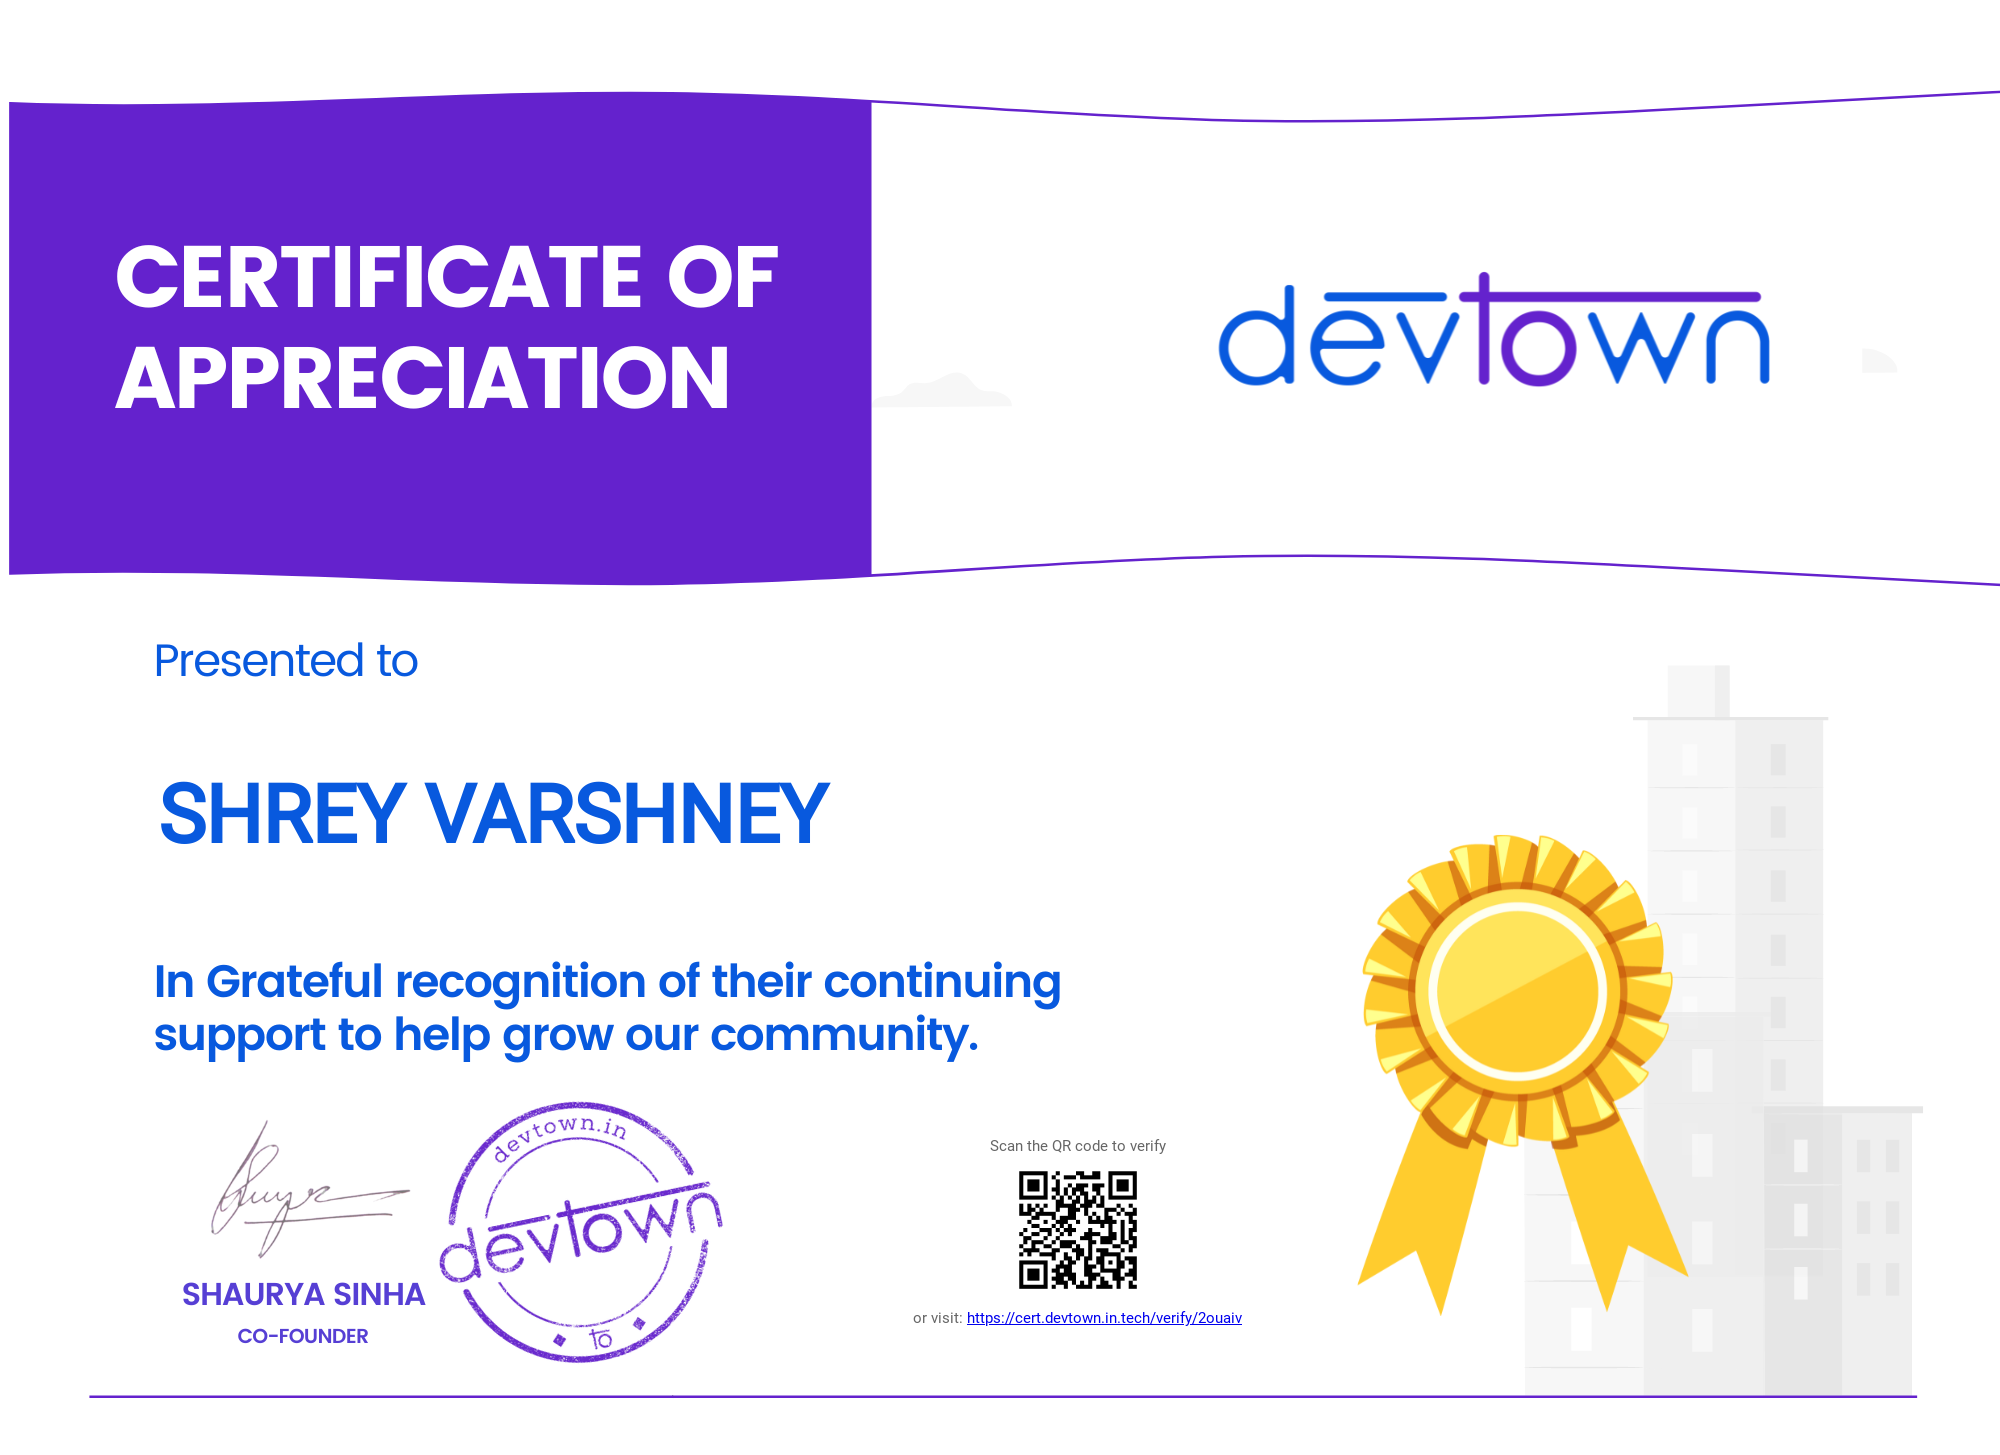 CERTIFICATE OF
APPRECIATION
devtown
Presented to
SHREY VARSHNEY
In Grateful recognition of their continuing
support to help grow our community.
devtown.in
devtown
to
SHAURYA SINHA
CO-FOUNDER
Scan the QR code to verify
or visit: https://cert.devtown.in.tech/verify/2ouaiv